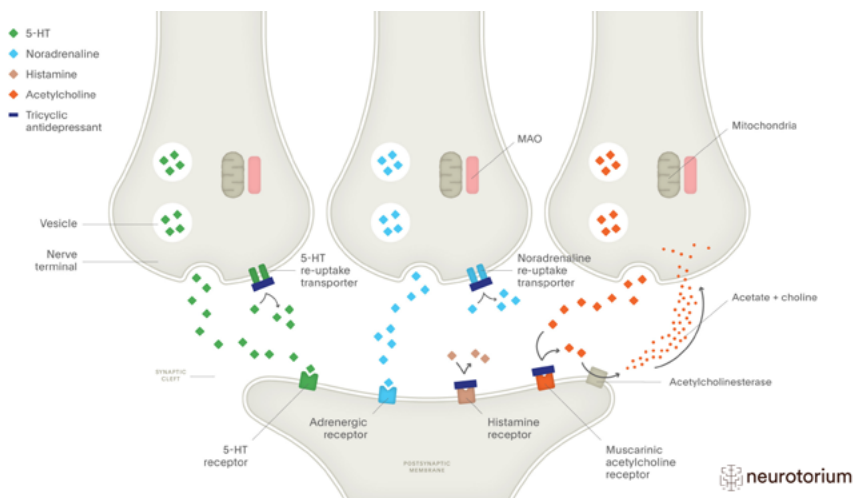 5-HT
Noradrenaline
Histamine
Acetylcholine
Tricyclic
antidepressant
MAO
Mitochondria
Vesicle
Nerve
terminal
5-HT
re-uptake
transporter
Noradrenaline
re-uptake
transporter
Acetate + choline
SYNAPTIC
CLEFT
Acetylcholinesterase
Adrenergic
receptor
Histamine
receptor
5-HT
receptor
Muscarinic
acetylcholine
receptor
POSTSYNAPTIC
MEMBRANE
neurotorium